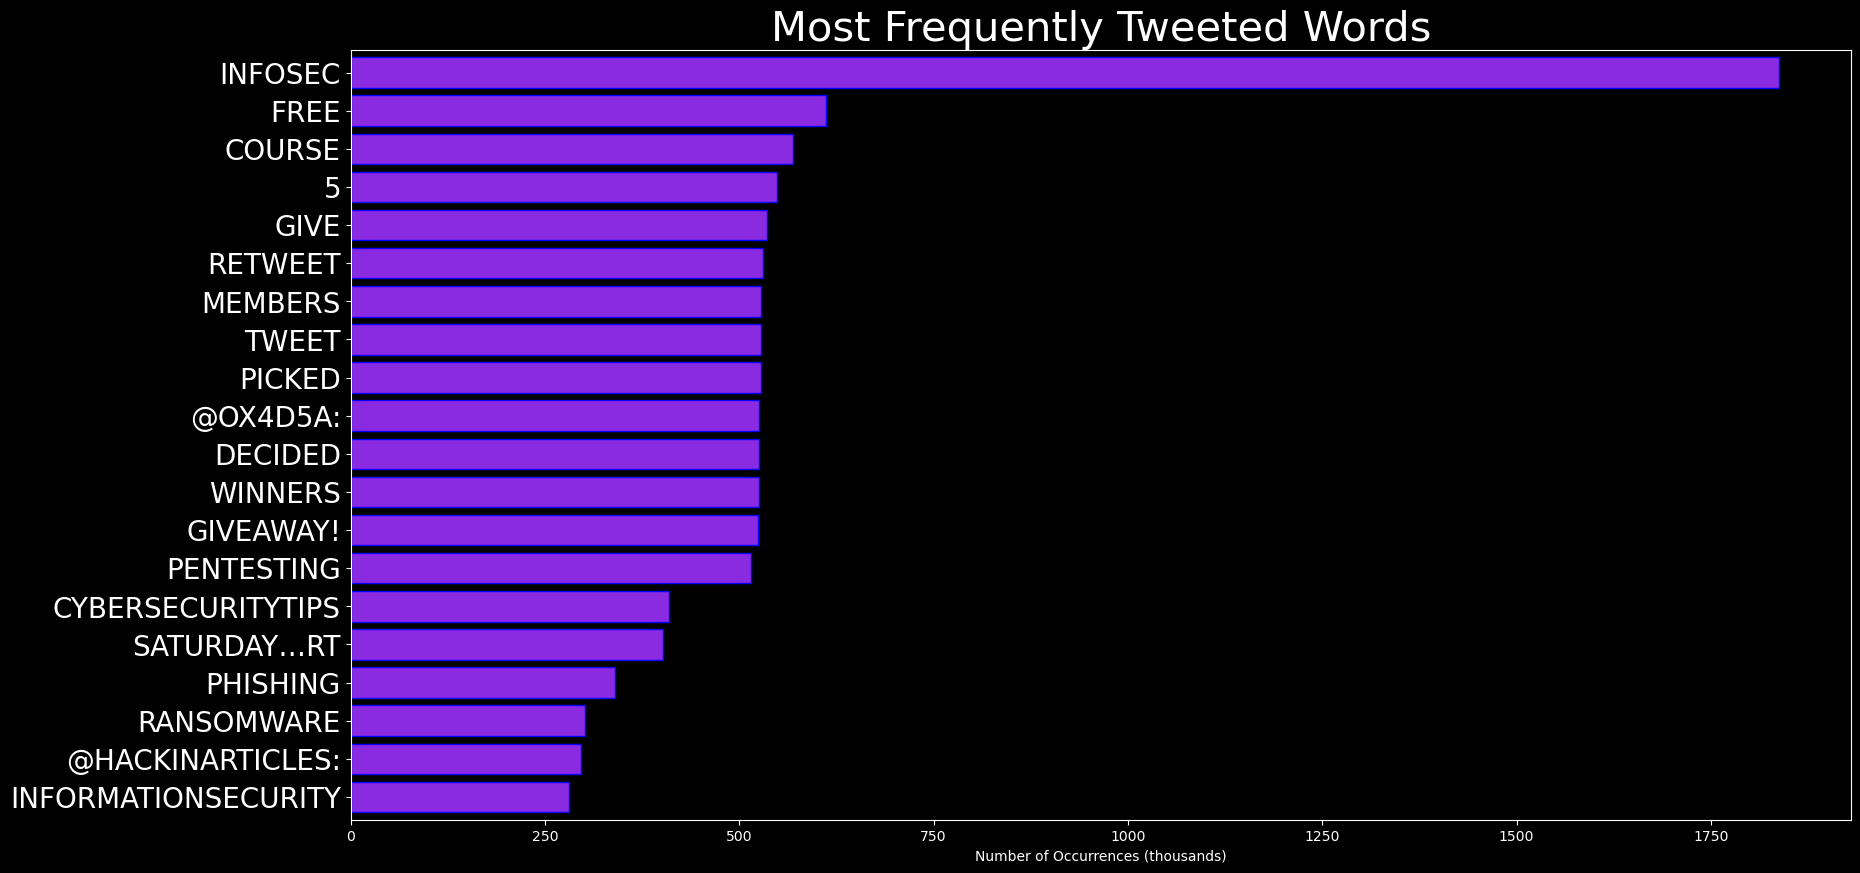 Most Frequently Tweeted Words
INFOSEC
FREE
COURSE
5
GIVE
RETWEET
MEMBERS
TWEET
PICKED
@OX4D5A:
DECIDED
WINNERS
GIVEAWAY!
PENTESTING
CYBERSECURITYTIPS
SATURDAY…RT
PHISHING
RANSOMWARE
@HACKINARTICLES:
INFORMATIONSECURITY
0 250 500 750 1000 1250 1500 1750
Number of Occurrences (thousands)